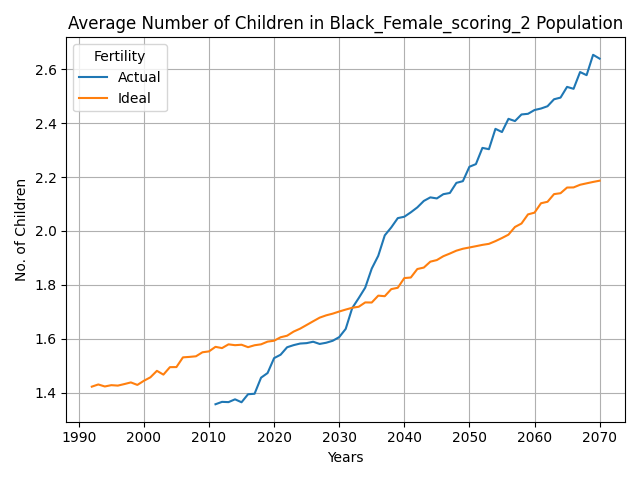 Average Number of Children in Black_Female_scoring_2 Population
Fertility
Actual
Ideal
No. of Children
2.6
2.4
2.2
2.0
1.8
1.6
1.4
1990 2000 2010 2020 2030 2040 2050 2060 2070
Years